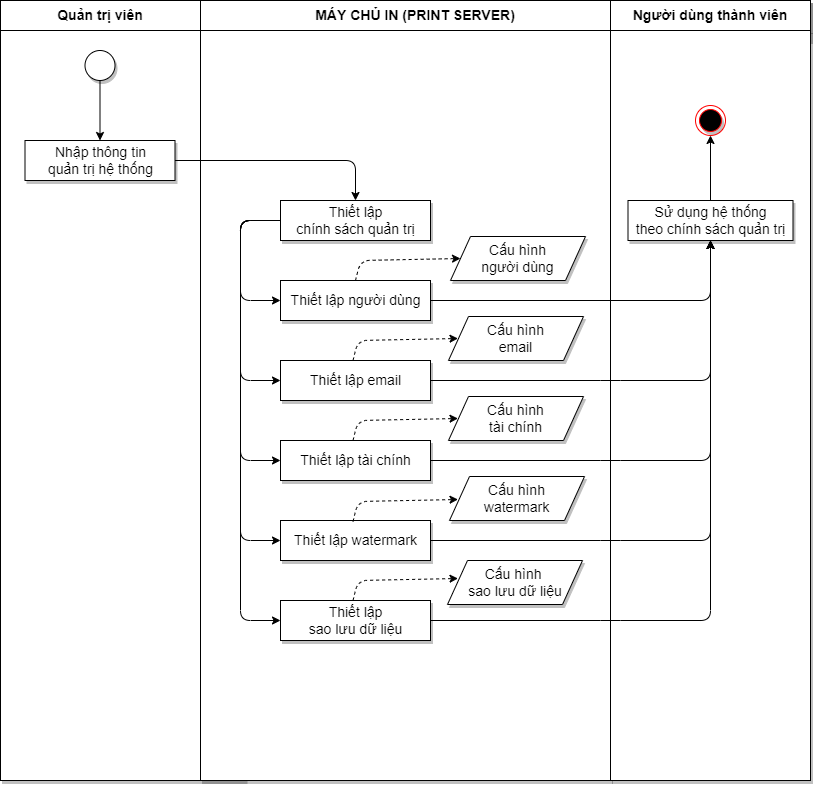 Quản trị viên
MÁY CHỦ IN (PRINT SERVER)
Người dùng thành viên
Nhập thông tin
quản trị hệ thống
Thiết lập
chính sách quản trị
Sử dụng hệ thống
theo chính sách quản trị
Cấu hình
người dùng
Thiết lập người dùng
Cấu hình
email
Thiết lập email
Cấu hình
tài chính
Thiết lập tài chính
Cấu hình
watermark
Thiết lập watermark
Cấu hình
sao lưu dữ liệu
Thiết lập
sao lưu dữ liệu